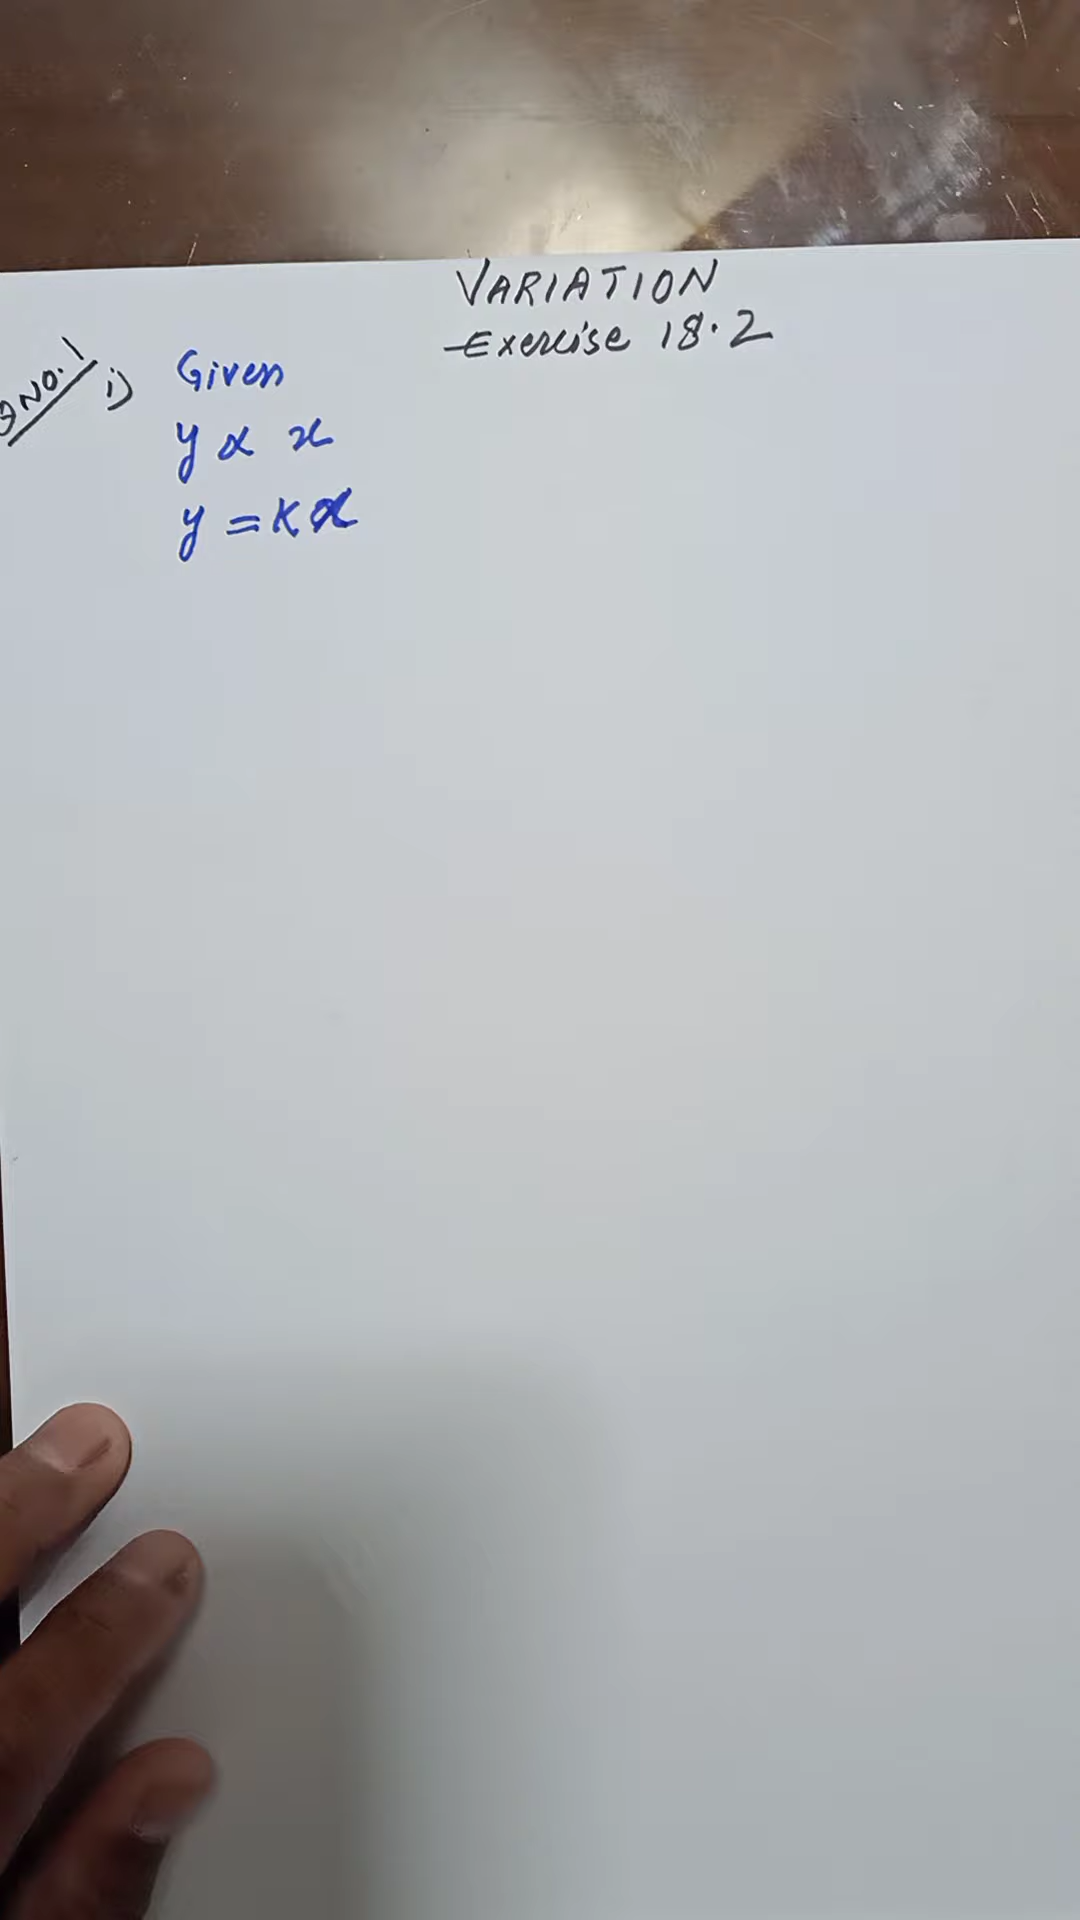 VARIATION
Exercise 18.2
Q NO.1 i) Given
y ∝ x
y = Kx